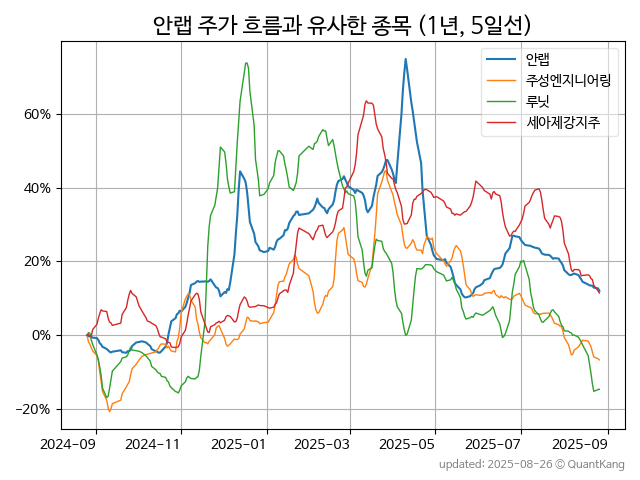 안랩 주가 흐름과 유사한 종목 (1년, 5일선)
안랩
주성엔지니어링
루닛
세아제강지주
60%
40%
20%
0%
−20%
2024-09 2024-11 2025-01 2025-03 2025-05 2025-07 2025-09
updated: 2025-08-26 ⓒ QuantKang